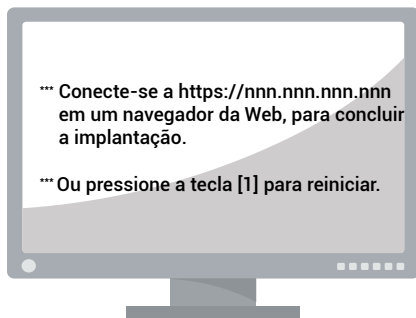 *** Conecte-se a https://nnn.nnn.nnn.nnn
em um navegador da Web, para concluir
a implantação.
*** Ou pressione a tecla [1] para reiniciar.